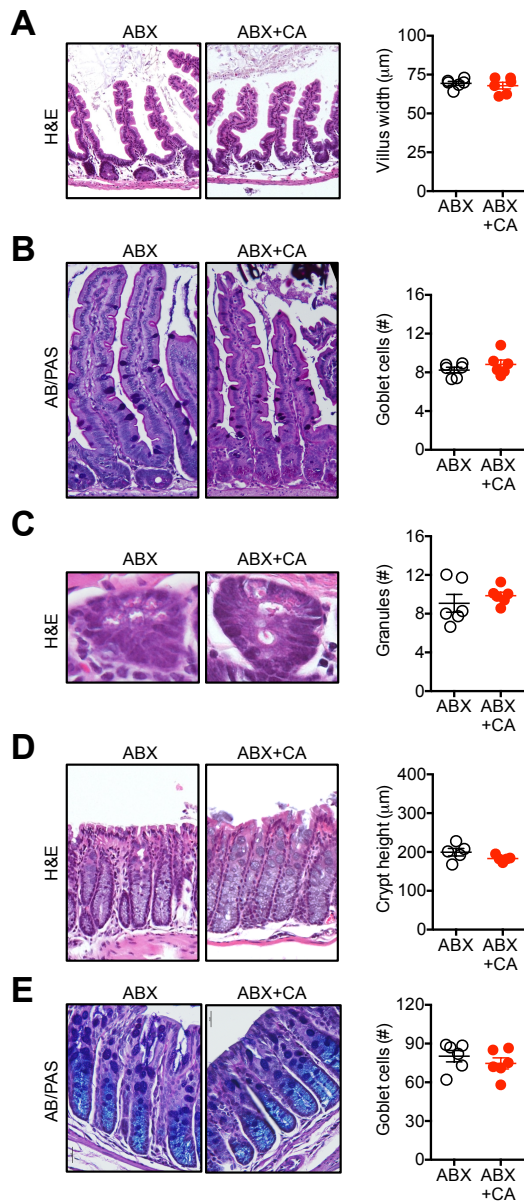 A
ABX
ABX+CA
H&E
Villus width (μm)
100
75
50
25
0
ABX
ABX
+CA
B
ABX
ABX+CA
AB/PAS
Goblet cells (#)
16
12
8
4
0
ABX
ABX
+CA
C
ABX
ABX+CA
H&E
Granules (#)
16
12
8
4
0
ABX
ABX
+CA
D
ABX
ABX+CA
H&E
Crypt height (μm)
400
300
200
100
0
ABX
ABX
+CA
E
ABX
ABX+CA
AB/PAS
Goblet cells (#)
120
90
60
30
0
ABX
ABX
+CA